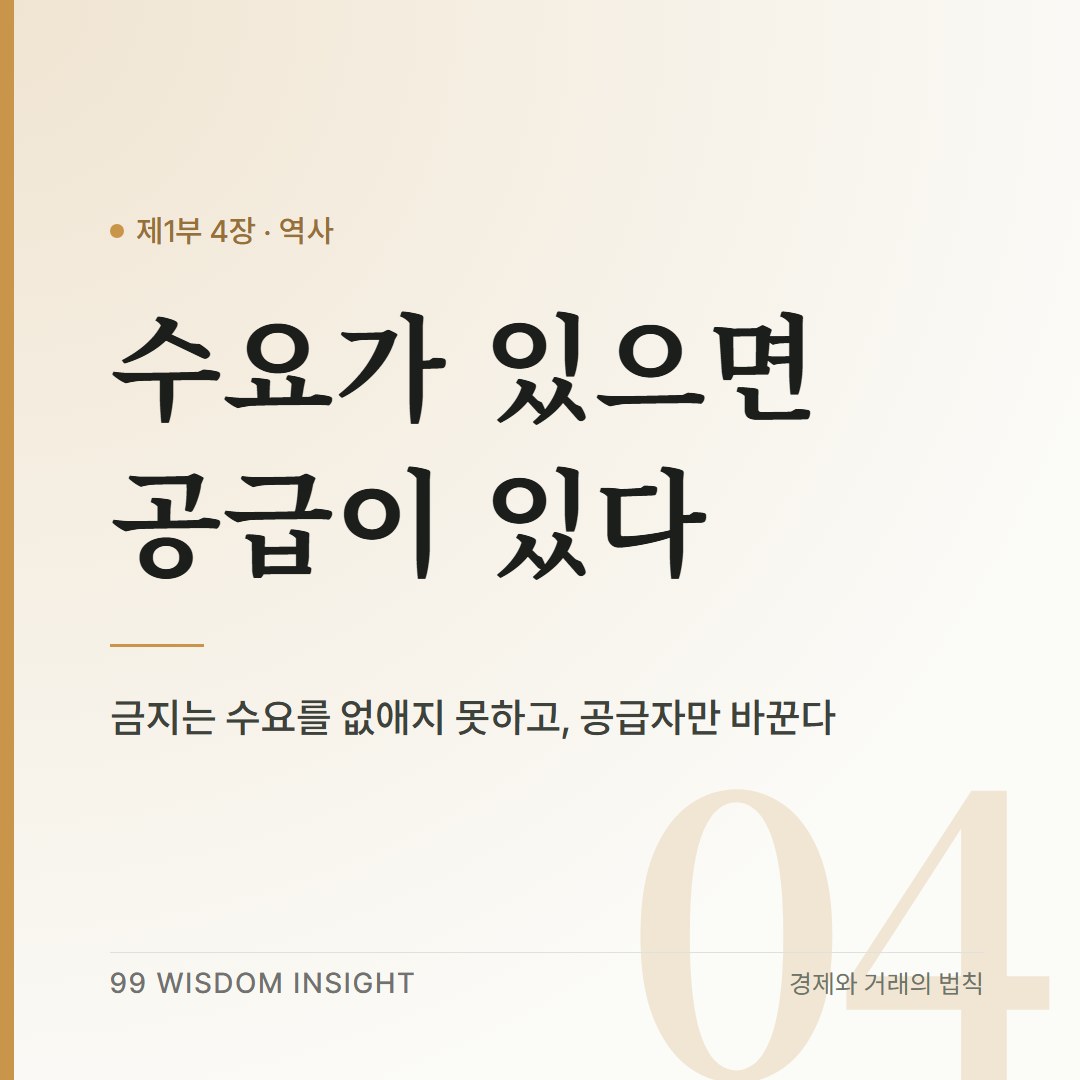 제1부 4장 · 역사
수요가 있으면
공급이 있다
금지는 수요를 없애지 못하고, 공급자만 바꾼다
04
99 WISDOM INSIGHT
경제와 거래의 법칙